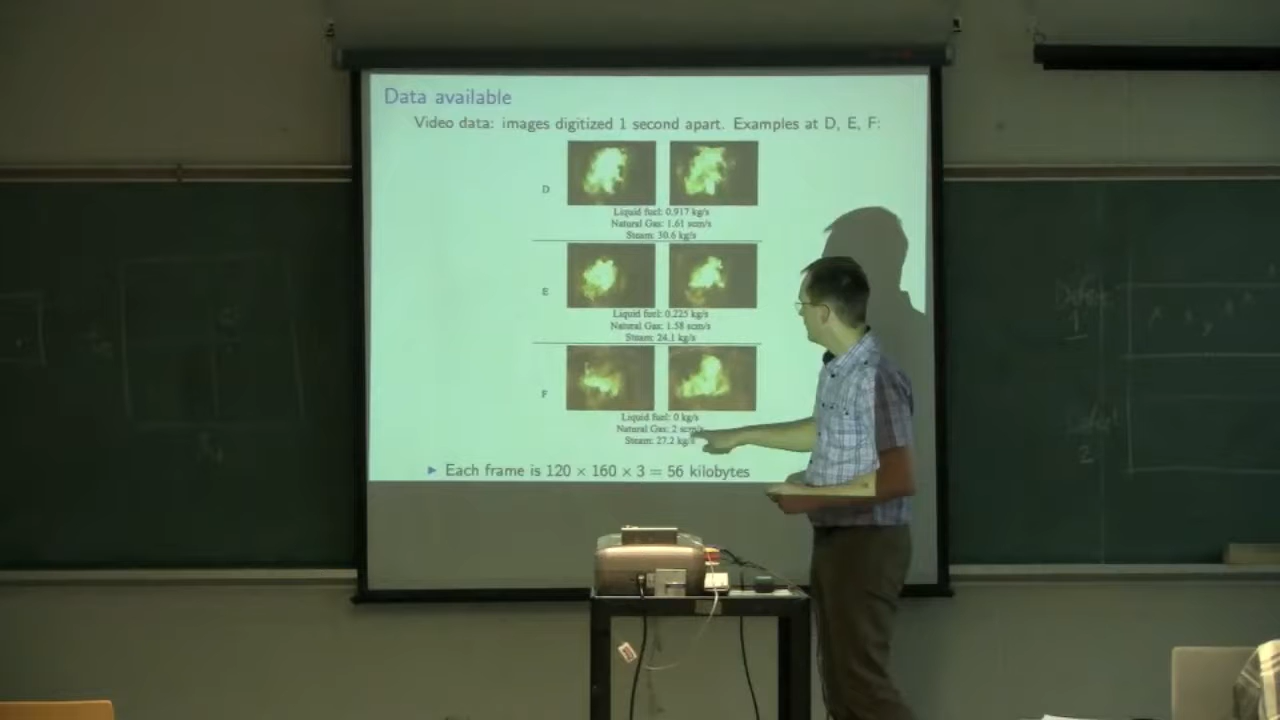 Data available
Video data: images digitized 1 second apart. Examples at D, E, F:
D
Liquid fuel: 0.917 kg/s
Natural Gas: 1.61 scm/s
Steam: 30.6 kg/s
E
Liquid fuel: 0.225 kg/s
Natural Gas: 1.58 scm/s
Steam: 24.1 kg/s
F
Liquid fuel: 0 kg/s
Natural Gas: 2 scm/s
Steam: 27.2 kg/s
▶ Each frame is 120 × 160 × 3 = 56 kilobytes